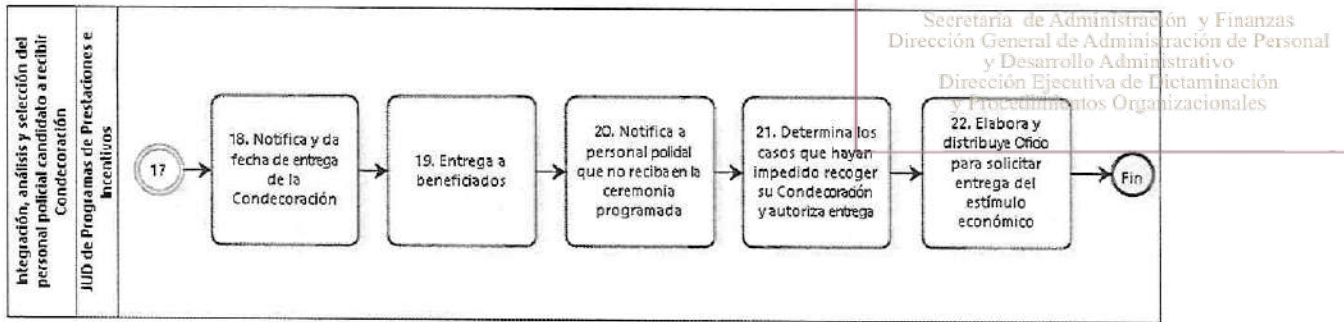 Secretaría de Administración y Finanzas
Dirección General de Administración de Personal
y Desarrollo Administrativo
Dirección Ejecutiva de Dictaminación
y Procedimientos Organizacionales
Integración, análisis y selección del
personal policial candidato a recibir
Condecoración
JUD de Programas de Prestaciones e
Incentivos
17
18. Notifica y da
fecha de entrega
de la
Condecoración
19. Entrega a
beneficiados
20. Notifica a
personal policial
que no reciba en la
ceremonia
programada
21. Determina los
casos que hayan
impedido recoger
su Condecoración
y autoriza entrega
22. Elabora y
distribuye Oficio
para solicitar
entrega del
estímulo
económico
Fin